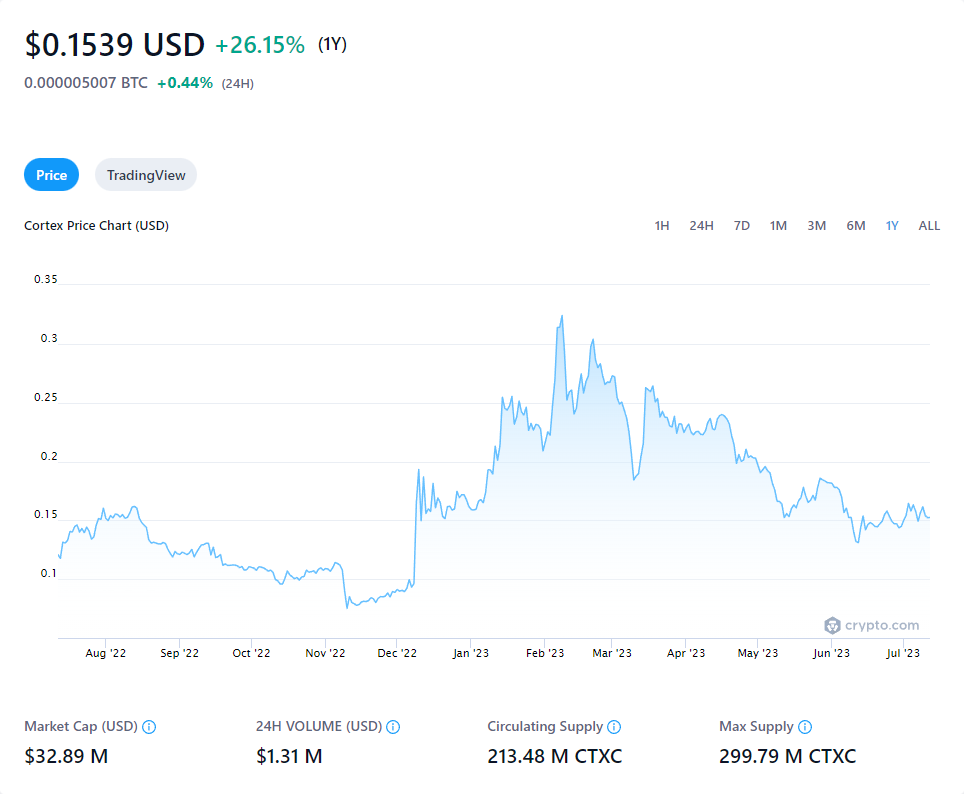 $0.1539 USD +26.15% (1Y)
0.000005007 BTC +0.44% (24H)
Price TradingView
Cortex Price Chart (USD) 1H 24H 7D 1M 3M 6M 1Y ALL
0.35
0.3
0.25
0.2
0.15
0.1
crypto.com
Aug '22 Sep '22 Oct '22 Nov '22 Dec '22 Jan '23 Feb '23 Mar '23 Apr '23 May '23 Jun '23 Jul '23
Market Cap (USD) 24H VOLUME (USD) Circulating Supply Max Supply
$32.89 M $1.31 M 213.48 M CTXC 299.79 M CTXC